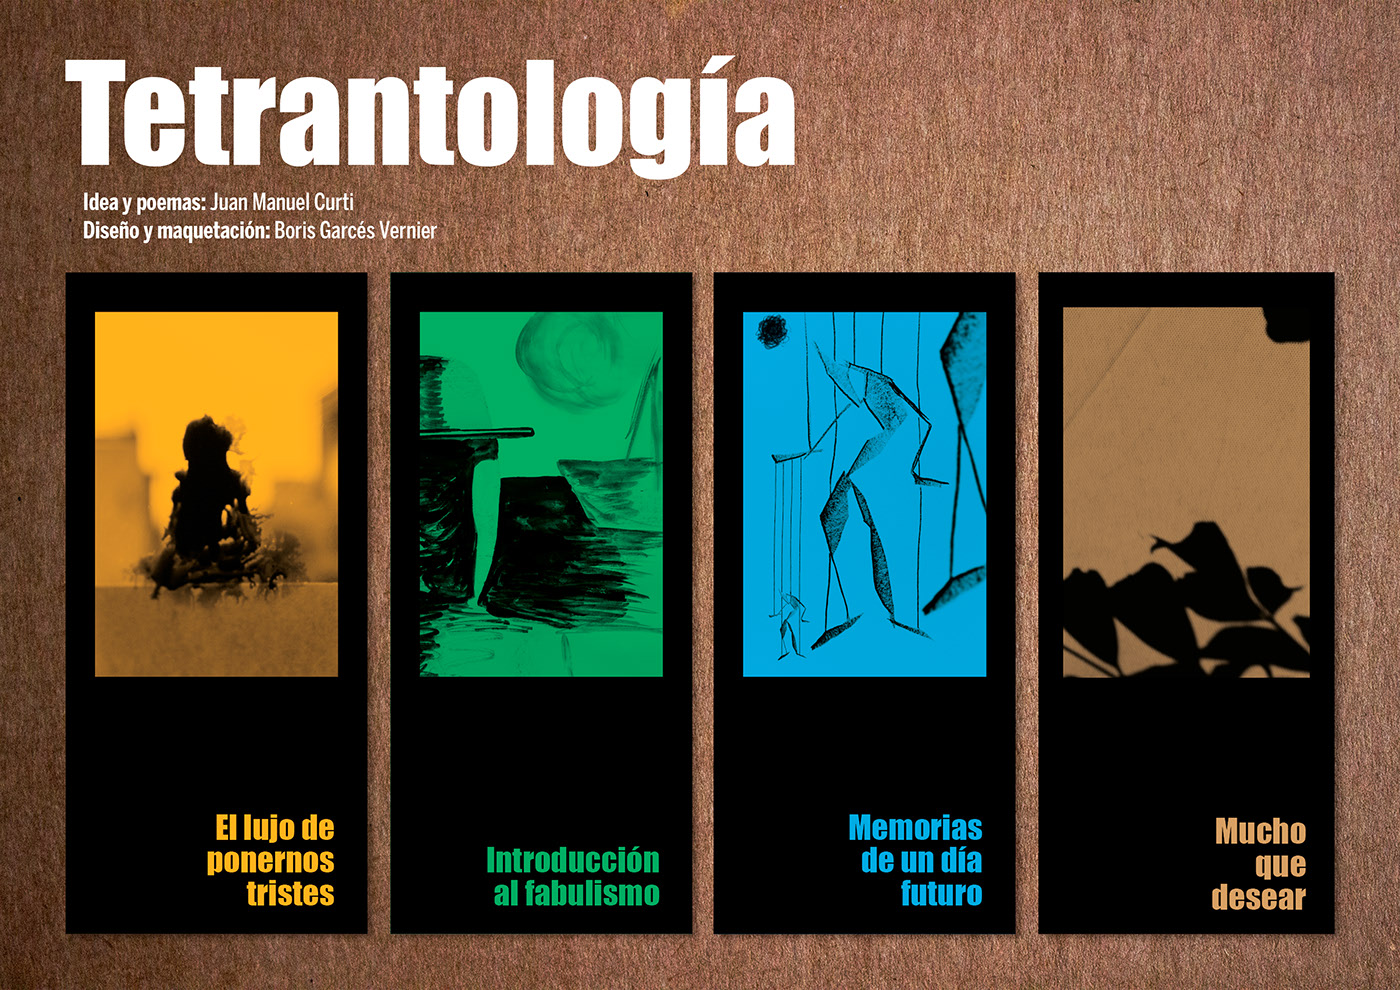 Tetrantología
Idea y poemas: Juan Manuel Curti
Diseño y maquetación: Boris Garcés Vernier
El lujo de
ponernos
tristes
Introducción
al fabulismo
Memorias
de un día
futuro
Mucho
que
desear